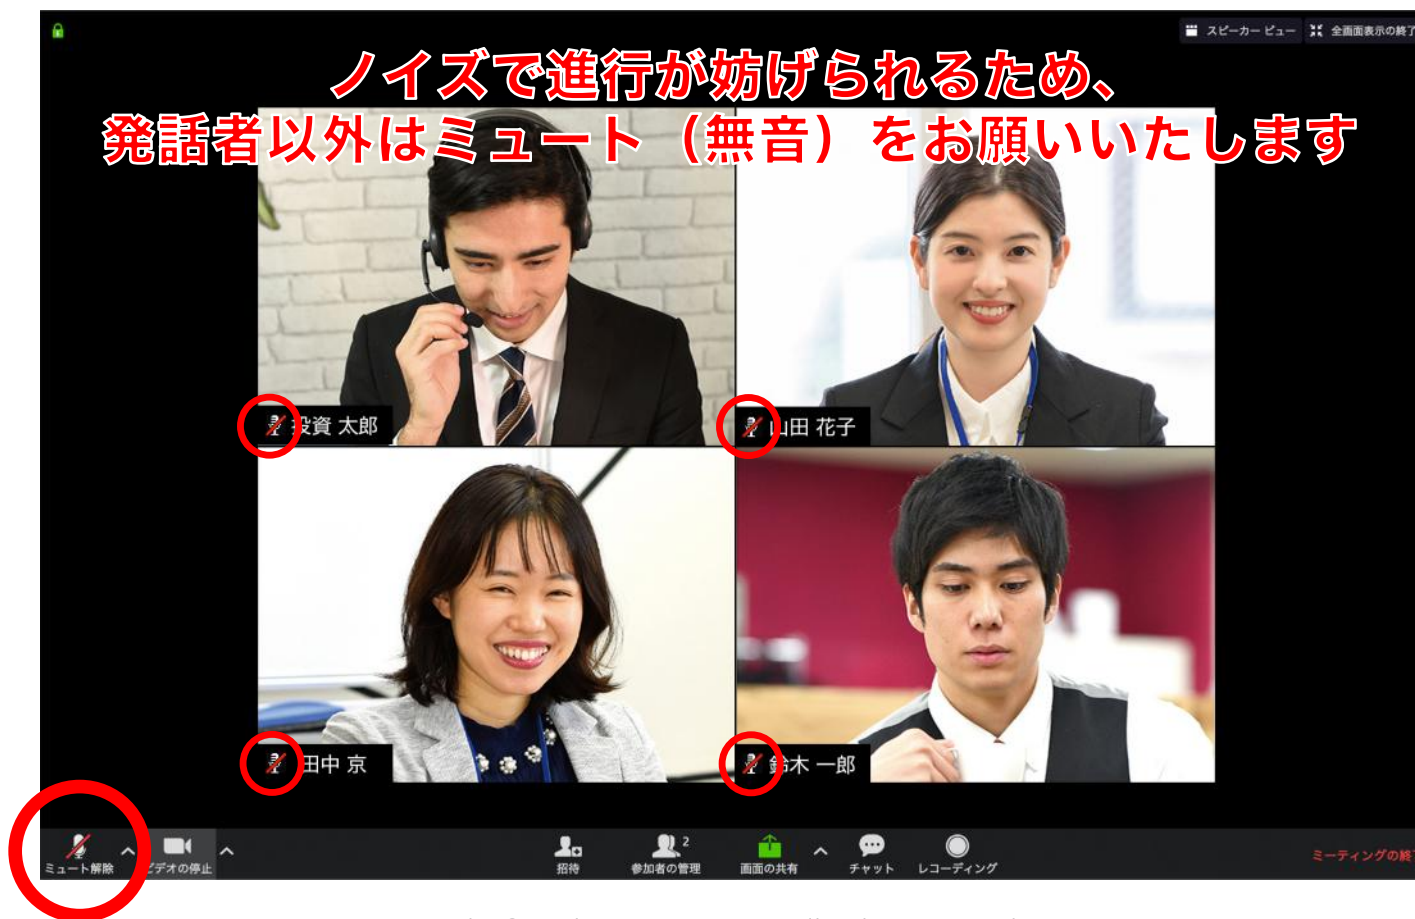 スピーカー ビュー
全画面表示の終了
ノイズで進行が妨げられるため、
発話者以外はミュート（無音）をお願いいたします
投資 太郎
山田 花子
田中 京
鈴木 一郎
ミュート解除
ビデオの停止
招待
2
参加者の管理
画面の共有
チャット
レコーディング
ミーティングの終了